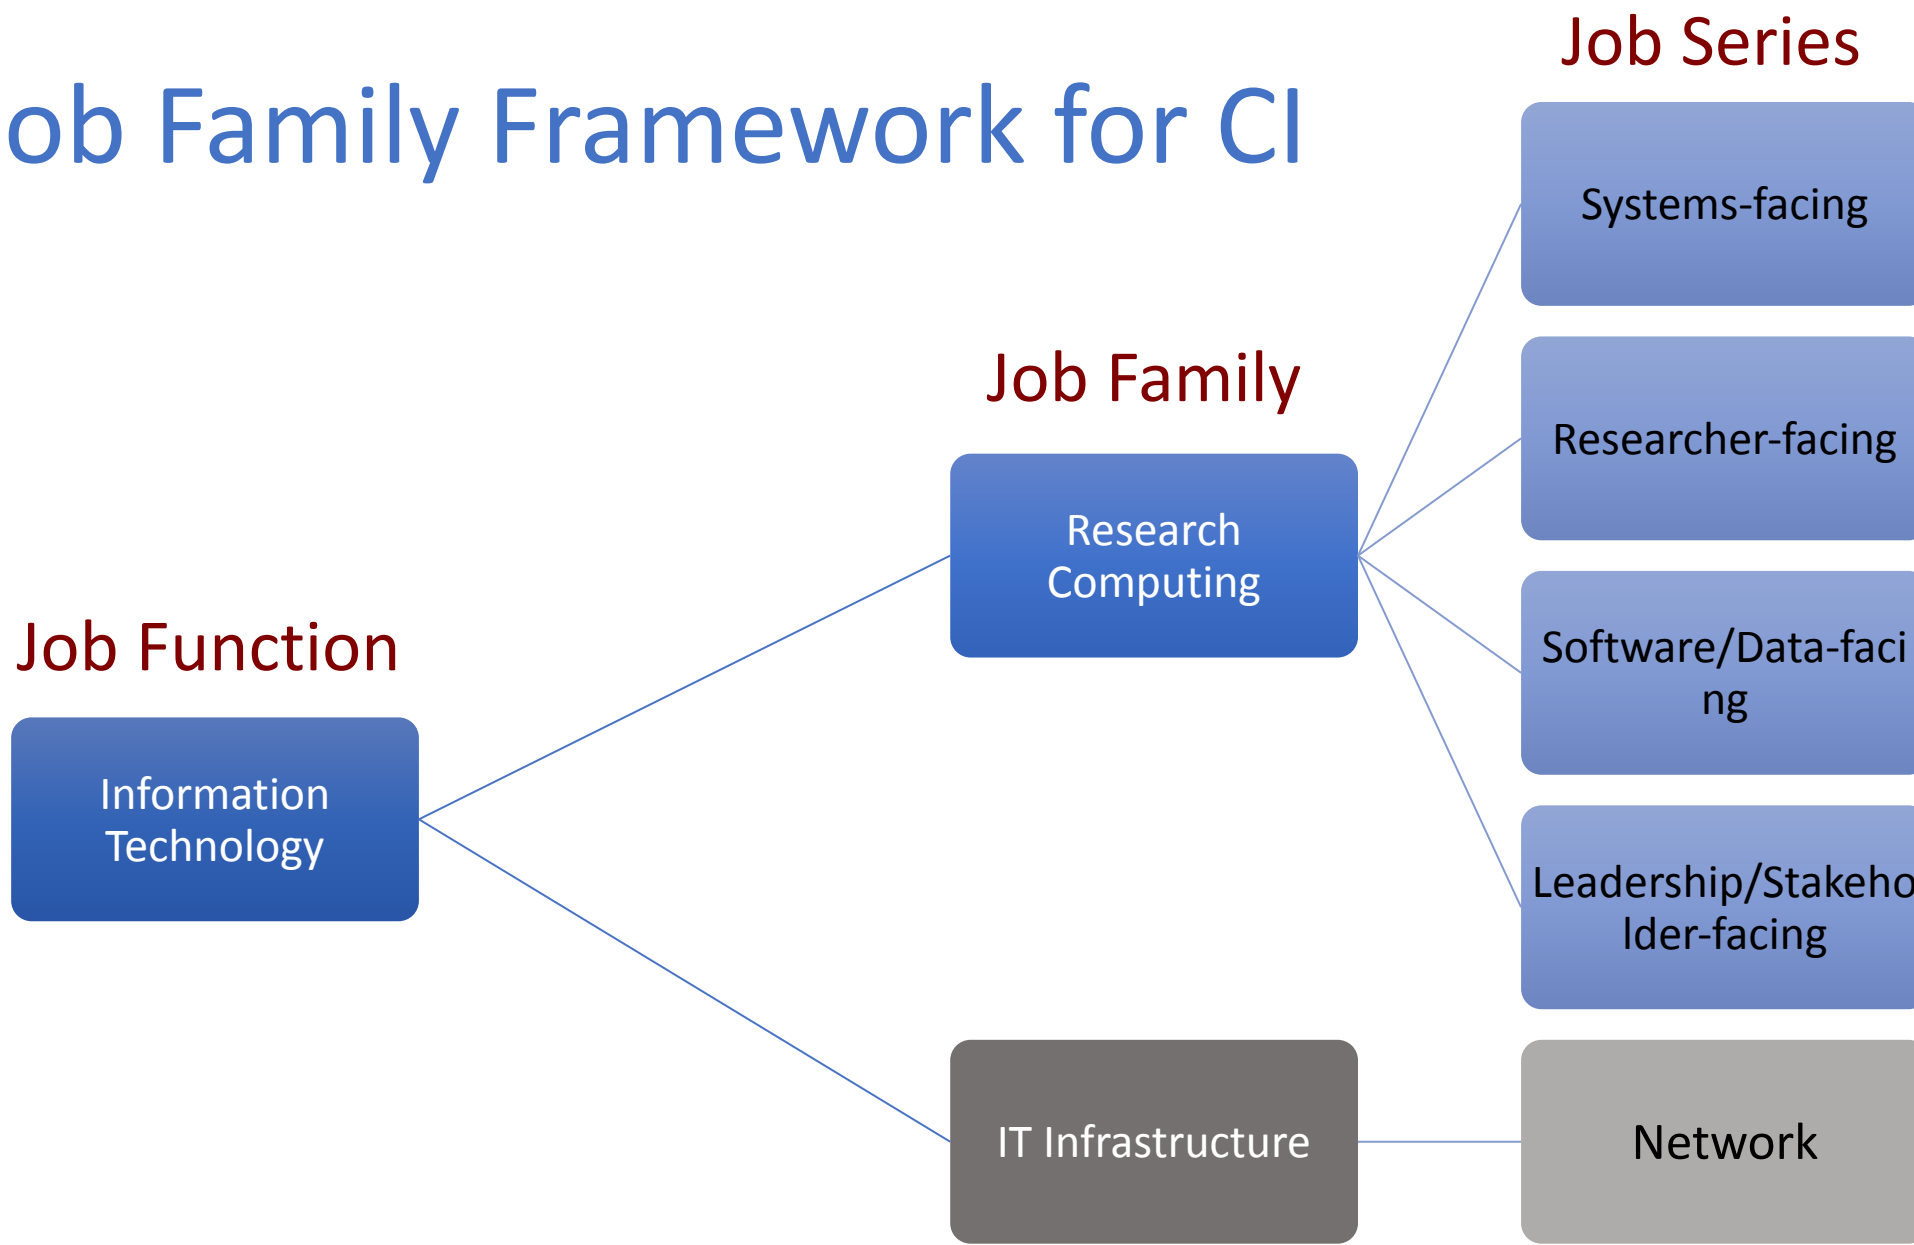 Job Series
ob Family Framework for CI
Systems-facing
Job Family
Researcher-facing
Research
Computing
Job Function
Software/Data-faci
ng
Information
Technology
Leadership/Stakeho
lder-facing
IT Infrastructure
Network